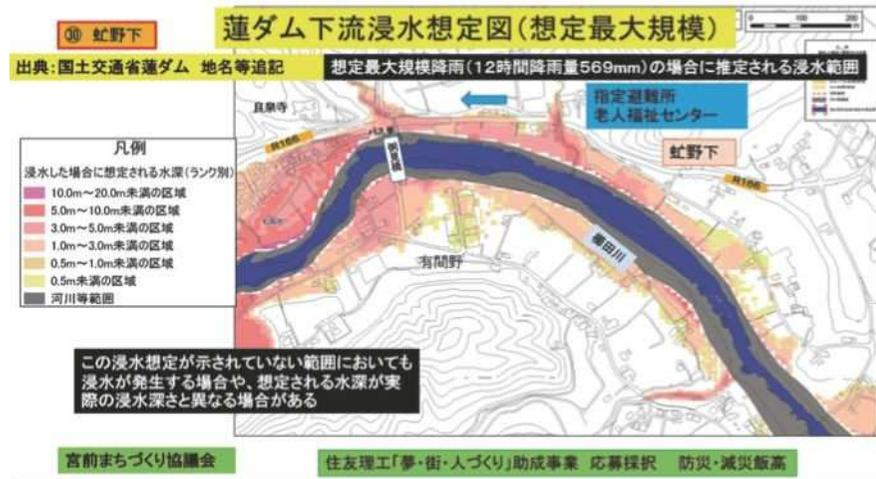 ㉚ 虻野下
蓮ダム下流浸水想定図(想定最大規模)
0 100 200
出典:国土交通省蓮ダム 地名等追記
想定最大規模降雨(12時間降雨量569mm)の場合に推定される浸水範囲
良泉寺
指定避難所
老人福祉センター
バス亭
R166
虻野下
R166
凡例
浸水した場合に想定される水深(ランク別)
10.0m~20.0m未満の区域
5.0m~10.0m未満の区域
3.0m~5.0m未満の区域
1.0m~3.0m未満の区域
0.5m~1.0m未満の区域
0.5m未満の区域
河川等範囲
櫛田川
有間野
この浸水想定が示されていない範囲においても
浸水が発生する場合や、想定される水深が実
際の浸水深さと異なる場合がある
宮前まちづくり協議会
住友理工「夢・街・人づくり」助成事業 応募採択 防災・減災飯高